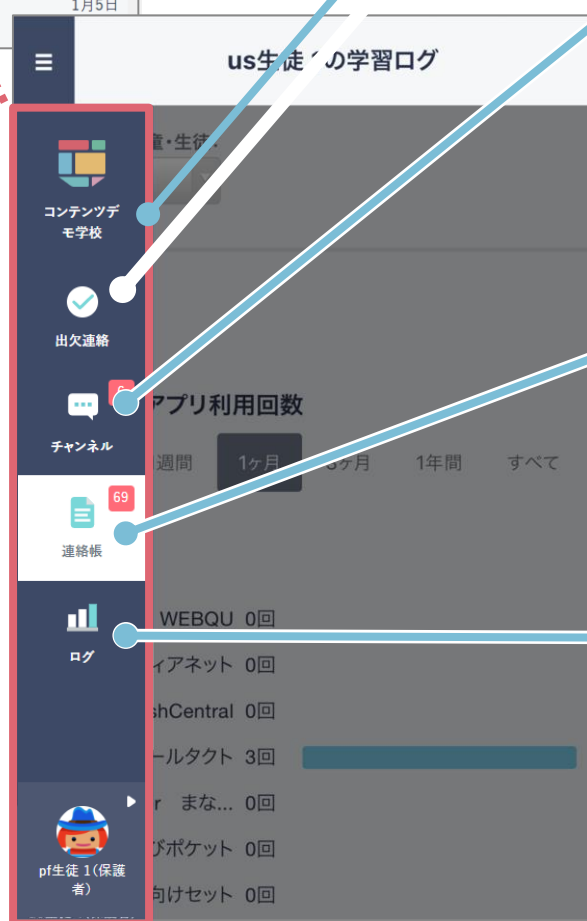 1月5日
us生徒 1の学習ログ
童・生徒:
コンテンツデ
モ学校
出欠連絡
アプリ利用回数
チャンネル
週間 1ヶ月 3ヶ月 1年間 すべて
69
連絡帳
WEBQU 0回
ログ
ィアネット 0回
shCentral 0回
ールタクト 3回
r まな... 0回
びポケット 0回
pf生徒 1(保護
者)
向けセット 0回